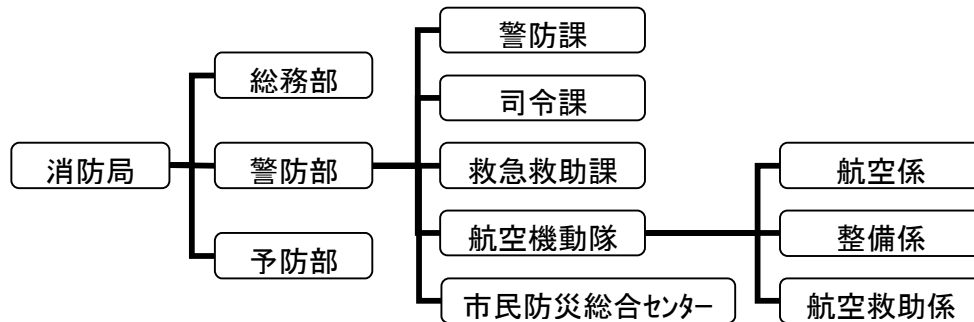 消防局
総務部
警防部
予防部
警防課
司令課
救急救助課
航空機動隊
市民防災総合センター
航空係
整備係
航空救助係